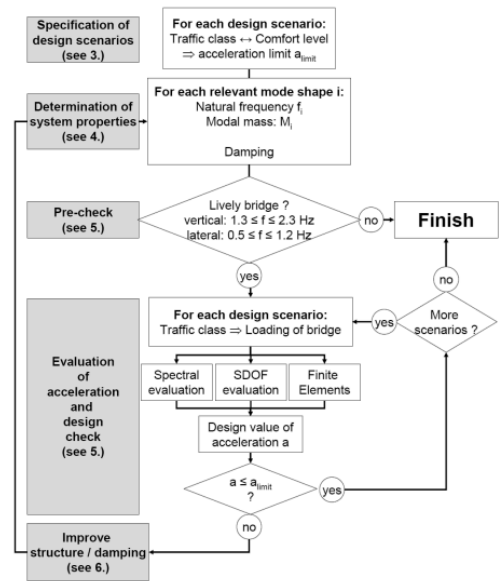 Specification of
design scenarios
(see 3.)
For each design scenario:
Traffic class ↔ Comfort level
⇒ acceleration limit a_limit
Determination of
system properties
(see 4.)
For each relevant mode shape i:
Natural frequency f_i
Modal mass: M_i
Damping
Pre-check
(see 5.)
Lively bridge ?
vertical: 1.3 ≤ f ≤ 2.3 Hz
lateral: 0.5 ≤ f ≤ 1.2 Hz
no
Finish
yes
no
For each design scenario:
Traffic class ⇒ Loading of bridge
yes
More
scenarios ?
Evaluation
of
acceleration
and
design
check
(see 5.)
Spectral
evaluation
SDOF
evaluation
Finite
Elements
Design value of
acceleration a
a ≤ a_limit
?
yes
no
Improve
structure / damping
(see 6.)